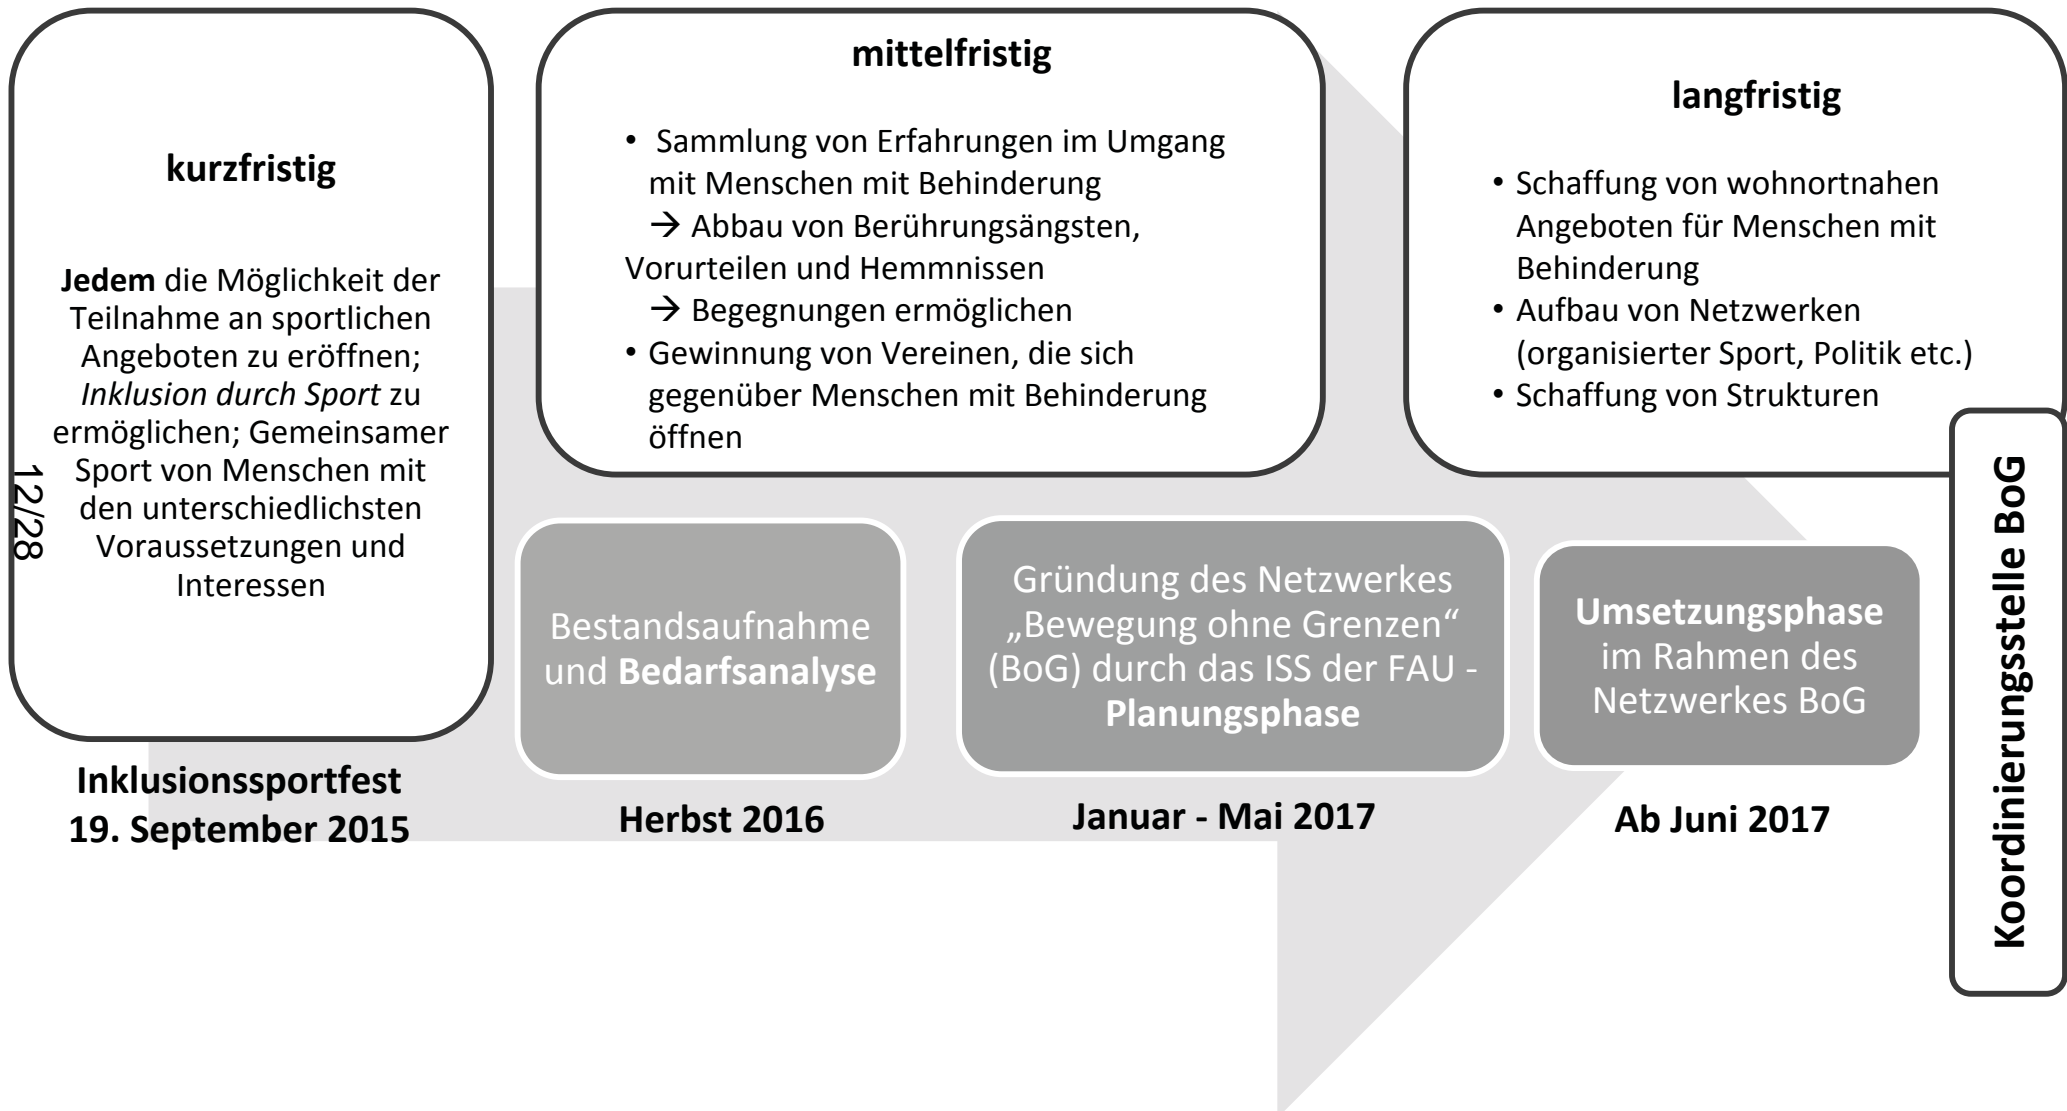 kurzfristig
Jedem die Möglichkeit der
Teilnahme an sportlichen
Angeboten zu eröffnen;
Inklusion durch Sport zu
ermöglichen; Gemeinsamer
Sport von Menschen mit
den unterschiedlichsten
Voraussetzungen und
Interessen
12/28
mittelfristig
• Sammlung von Erfahrungen im Umgang
mit Menschen mit Behinderung
→ Abbau von Berührungsängsten,
Vorurteilen und Hemmnissen
→ Begegnungen ermöglichen
• Gewinnung von Vereinen, die sich
gegenüber Menschen mit Behinderung
öffnen
langfristig
• Schaffung von wohnortnahen
Angeboten für Menschen mit
Behinderung
• Aufbau von Netzwerken
(organisierter Sport, Politik etc.)
• Schaffung von Strukturen
Inklusionssportfest
19. September 2015
Bestandsaufnahme
und Bedarfsanalyse
Herbst 2016
Gründung des Netzwerkes
„Bewegung ohne Grenzen“
(BoG) durch das ISS der FAU -
Planungsphase
Januar - Mai 2017
Umsetzungsphase
im Rahmen des
Netzwerkes BoG
Ab Juni 2017
Koordinierungsstelle BoG